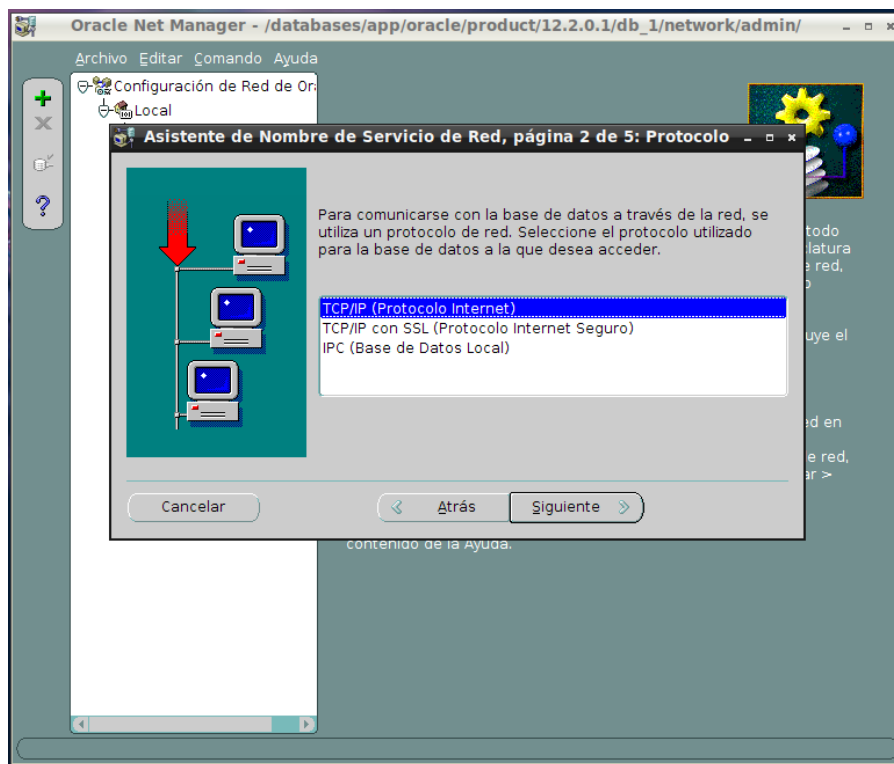 Oracle Net Manager - /databases/app/oracle/product/12.2.0.1/db_1/network/admin/
Archivo Editar Comando Ayuda
Configuración de Red de Or
Local
Asistente de Nombre de Servicio de Red, página 2 de 5: Protocolo
Para comunicarse con la base de datos a través de la red, se
utiliza un protocolo de red. Seleccione el protocolo utilizado
para la base de datos a la que desea acceder.
TCP/IP (Protocolo Internet)
TCP/IP con SSL (Protocolo Internet Seguro)
IPC (Base de Datos Local)
Cancelar
Atrás
Siguiente
todo
latura
e red,
uye el
ed en
e red,
ar >
contenido de la Ayuda.